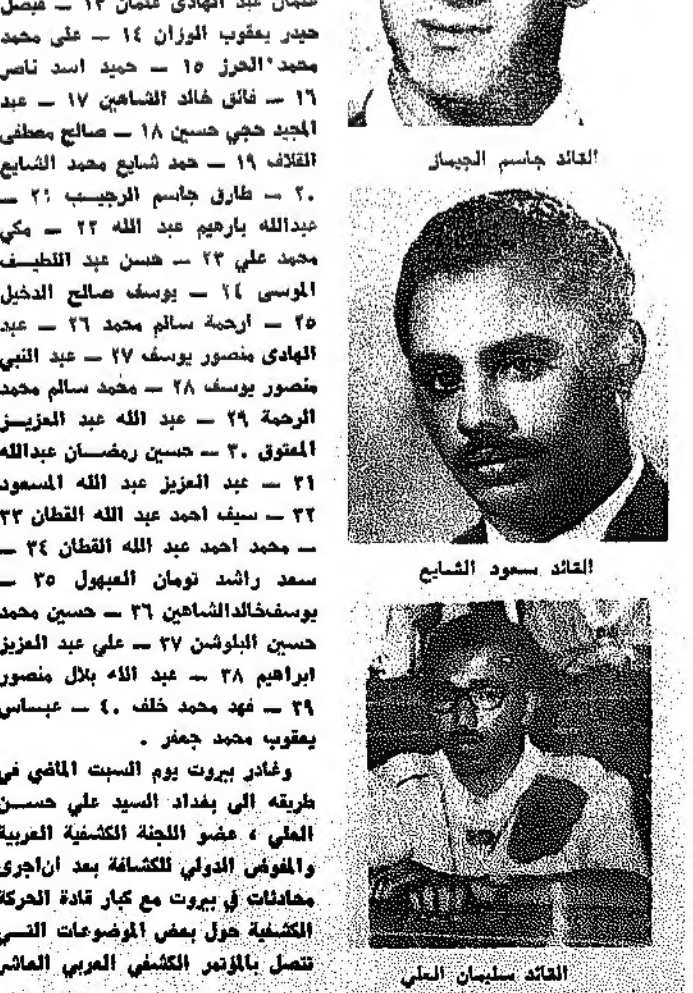 عثمان عبد الهادى عثمان ١٣ — فيصل
حيدر يعقوب الوزان ١٤ — على محمد
محمد الحرز ١٥ — حميد اسد ناصر
١٦ — فائق خالد الشاهين ١٧ — عبد
المجيد حجي حسين ١٨ — صالح مصطفى
القلاف ١٩ — حمد شايع محمد الشايع
٢٠ — طارق جاسم الرجيب ٢١ —
عبدالله بارهيم عبد الله ٢٢ — مكي
محمد علي ٢٣ — حسن عبد اللطيف
الموسى ٢٤ — يوسف صالح الدخيل
٢٥ — ارحمة سالم محمد ٢٦ — عبد
الهادى منصور يوسف ٢٧ — عبد النبي
منصور يوسف ٢٨ — محمد سالم محمد
الرحمة ٢٩ — عبد الله عبد العزيز
المعتوق ٣٠ — حسين رمضان عبدالله
٣١ — عبد العزيز عبد الله المسعود
٣٢ — سيف احمد عبد الله القطان ٣٣
— محمد احمد عبد الله القطان ٣٤ —
سعد راشد تومان العبهول ٣٥ —
يوسفخالدالشاهين ٣٦ — حسين محمد
حسين البلوشن ٣٧ — علي عبد العزيز
ابراهيم ٣٨ — عبد الله بلال منصور
٣٩ — فهد محمد خلف ٤٠ — عباس
يعقوب محمد جعفر .
وغادر بيروت يوم السبت الماضي في
طريقه الى بغداد السيد علي حسن
العلي ، عضو اللجنة الكشفية العربية
والمفوض الدولي للكشافة بعد ان اجرى
محادثات في بيروت مع كبار قادة الحركة
الكشفية حول بعض الموضوعات التي
تتصل بالمؤتمر الكشفي العربي العاشر
القائد جاسم الجيماز
القائد سعود الشايع
القائد سليمان العلي